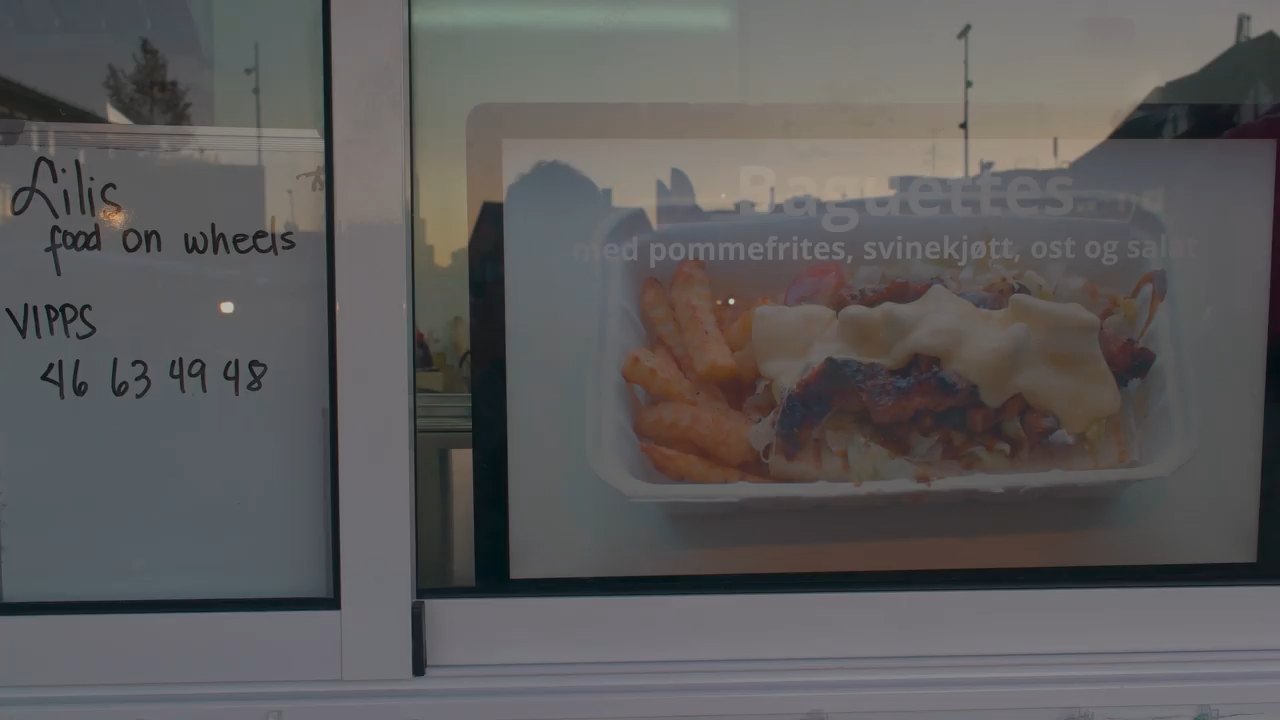 Lilis
food on wheels
VIPPS
46 63 49 48
Baguettes
med pommefrites, svinekjøtt, ost og salat